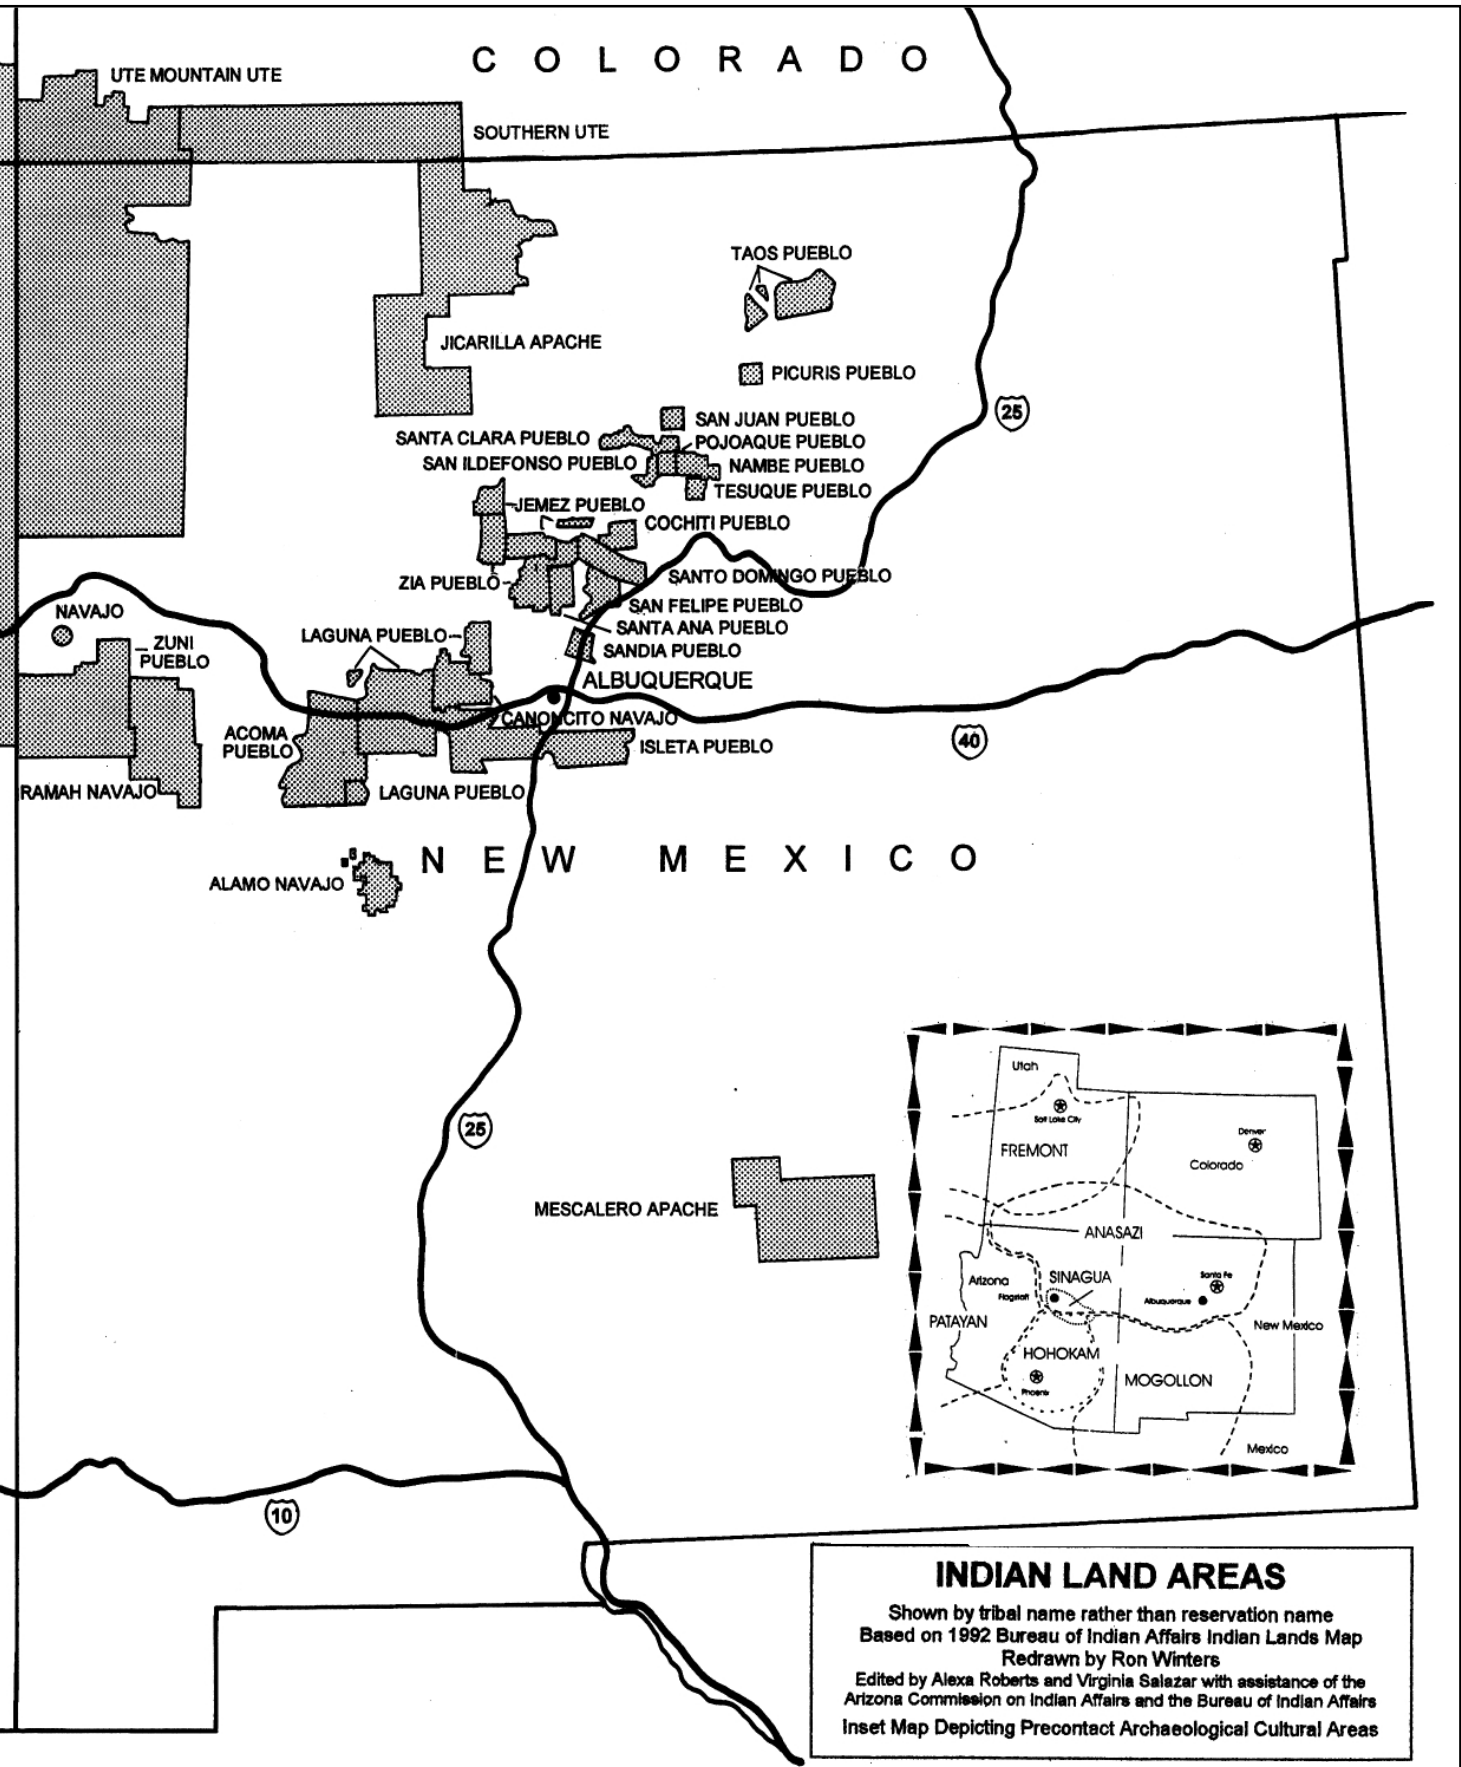 COLORADO
UTE MOUNTAIN UTE
SOUTHERN UTE
TAOS PUEBLO
JICARILLA APACHE
PICURIS PUEBLO
25
SAN JUAN PUEBLO
SANTA CLARA PUEBLO
POJOAQUE PUEBLO
SAN ILDEFONSO PUEBLO
NAMBE PUEBLO
TESUQUE PUEBLO
JEMEZ PUEBLO
COCHITI PUEBLO
ZIA PUEBLO
SANTO DOMINGO PUEBLO
NAVAJO
SAN FELIPE PUEBLO
SANTA ANA PUEBLO
LAGUNA PUEBLO
ZUNI
PUEBLO
SANDIA PUEBLO
ALBUQUERQUE
CANONCITO NAVAJO
ACOMA
PUEBLO
ISLETA PUEBLO
40
RAMAH NAVAJO
LAGUNA PUEBLO
NEW MEXICO
ALAMO NAVAJO
25
MESCALERO APACHE
Utah
Salt Lake City
Denver
FREMONT
Colorado
ANASAZI
Arizona
SINAGUA
Santa Fe
Flagstaff
Albuquerque
PATAYAN
New Mexico
HOHOKAM
MOGOLLON
Phoenix
Mexico
10
INDIAN LAND AREAS
Shown by tribal name rather than reservation name
Based on 1992 Bureau of Indian Affairs Indian Lands Map
Redrawn by Ron Winters
Edited by Alexa Roberts and Virginia Salazar with assistance of the
Arizona Commission on Indian Affairs and the Bureau of Indian Affairs
Inset Map Depicting Precontact Archaeological Cultural Areas